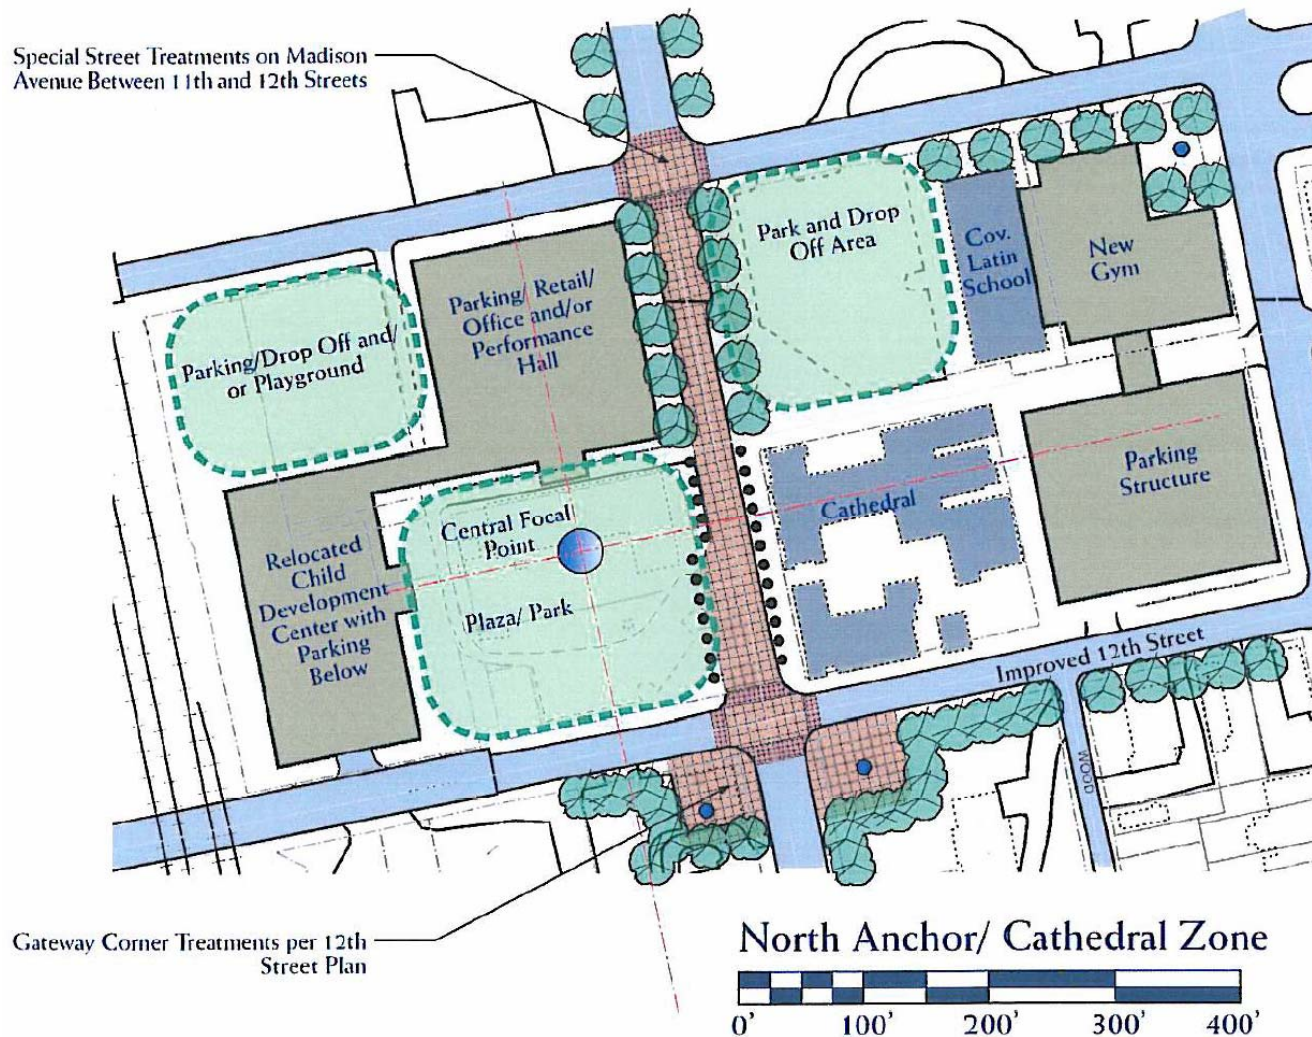 Special Street Treatments on Madison
Avenue Between 11th and 12th Streets
Park and Drop
Off Area
Cov.
Latin
School
New
Gym
Parking/ Retail/
Office and/or
Performance
Hall
Parking/Drop Off and/
or Playground
Parking
Structure
Cathedral
Central Focal
Point
Plaza/ Park
Relocated
Child
Development
Center with
Parking
Below
Improved 12th Street
WOOD
Gateway Corner Treatments per 12th
Street Plan
North Anchor/ Cathedral Zone
0' 100' 200' 300' 400'